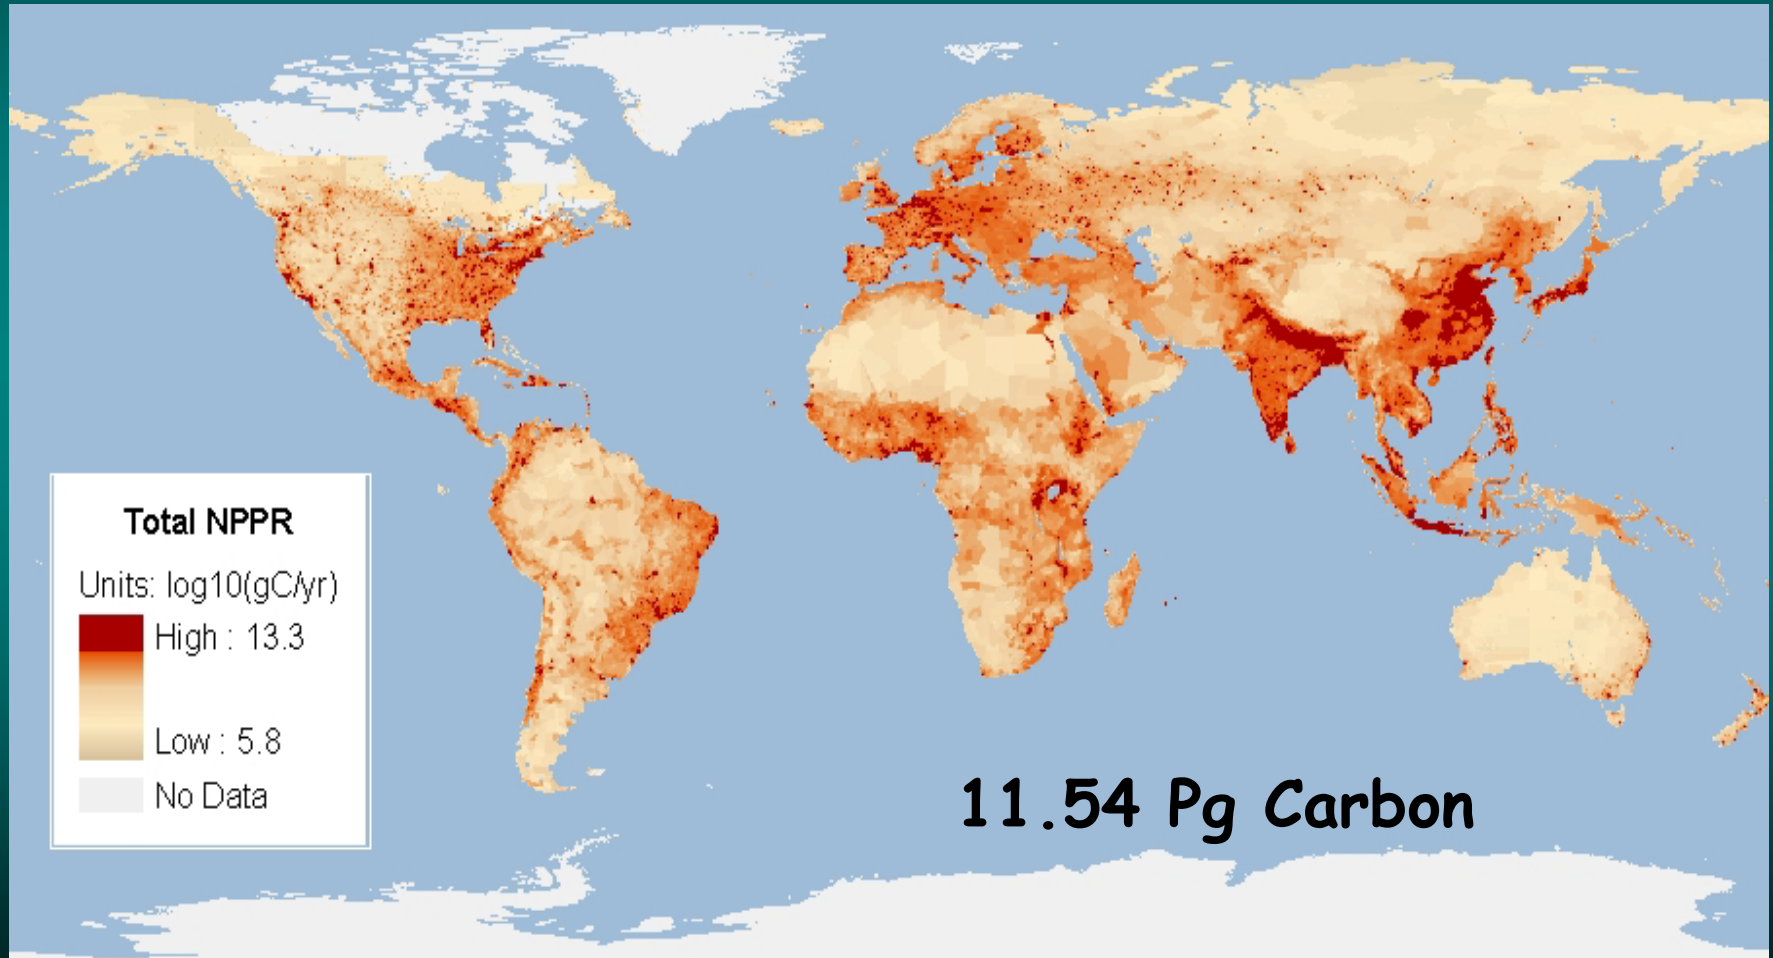 Total NPPR
Units: log10(gC/yr)
High : 13.3
Low : 5.8
No Data
11.54 Pg Carbon